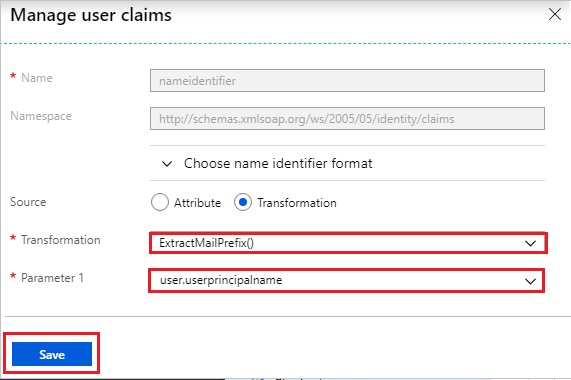 Manage user claims
* Name
nameidentifier
Namespace
http://schemas.xmlsoap.org/ws/2005/05/identity/claims
Choose name identifier format
Source
Attribute
Transformation
* Transformation
ExtractMailPrefix()
* Parameter 1
user.userprincipalname
Save